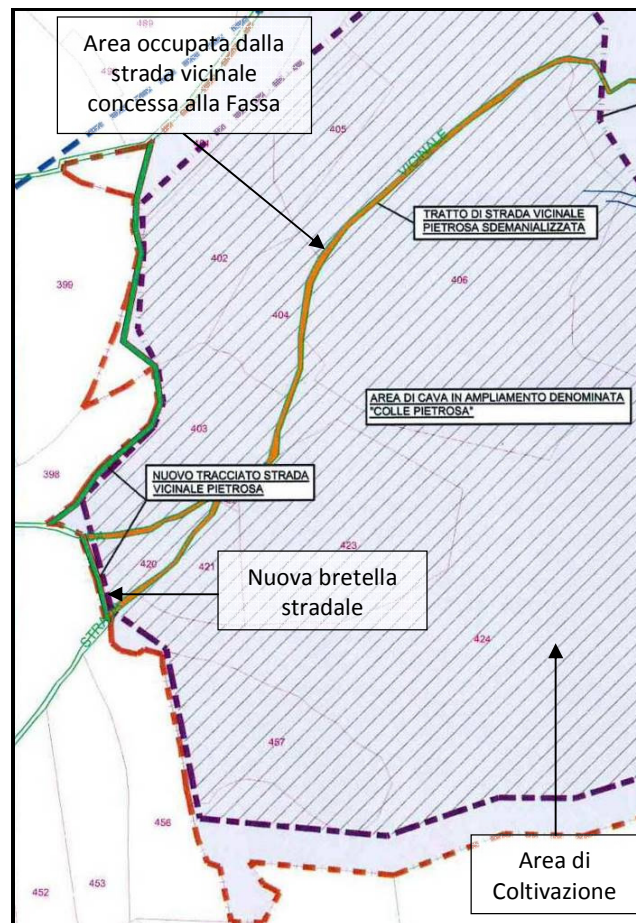 489
Area occupata dalla
strada vicinale
concessa alla Fassa
405
VICINALE
TRATTO DI STRADA VICINALE
PIETROSA SDEMANIALIZZATA
402
399
406
404
AREA DI CAVA IN AMPLIAMENTO DENOMINATA
"COLLE PIETROSA"
403
398
NUOVO TRACCIATO STRADA
VICINALE PIETROSA
423
420
421
Nuova bretella
stradale
424
457
456
Area di
Coltivazione
453
452